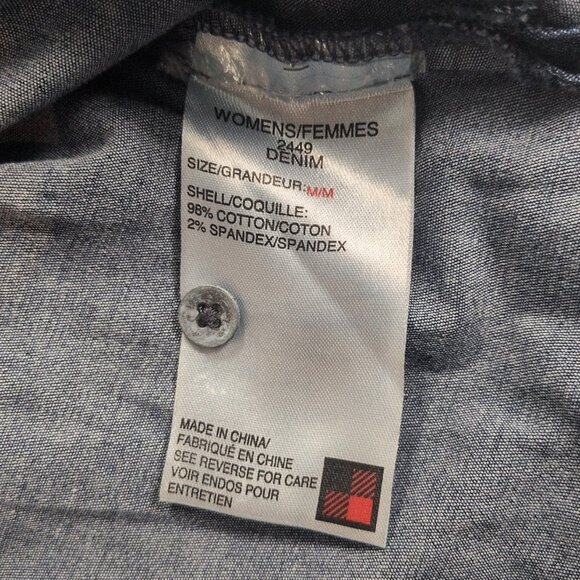 WOMENS/FEMMES
2449
DENIM
SIZE/GRANDEUR:M/M
SHELL/COQUILLE:
98% COTTON/COTON
2% SPANDEX/SPANDEX
MADE IN CHINA/
FABRIQUÉ EN CHINE
SEE REVERSE FOR CARE
VOIR ENDOS POUR
ENTRETIEN